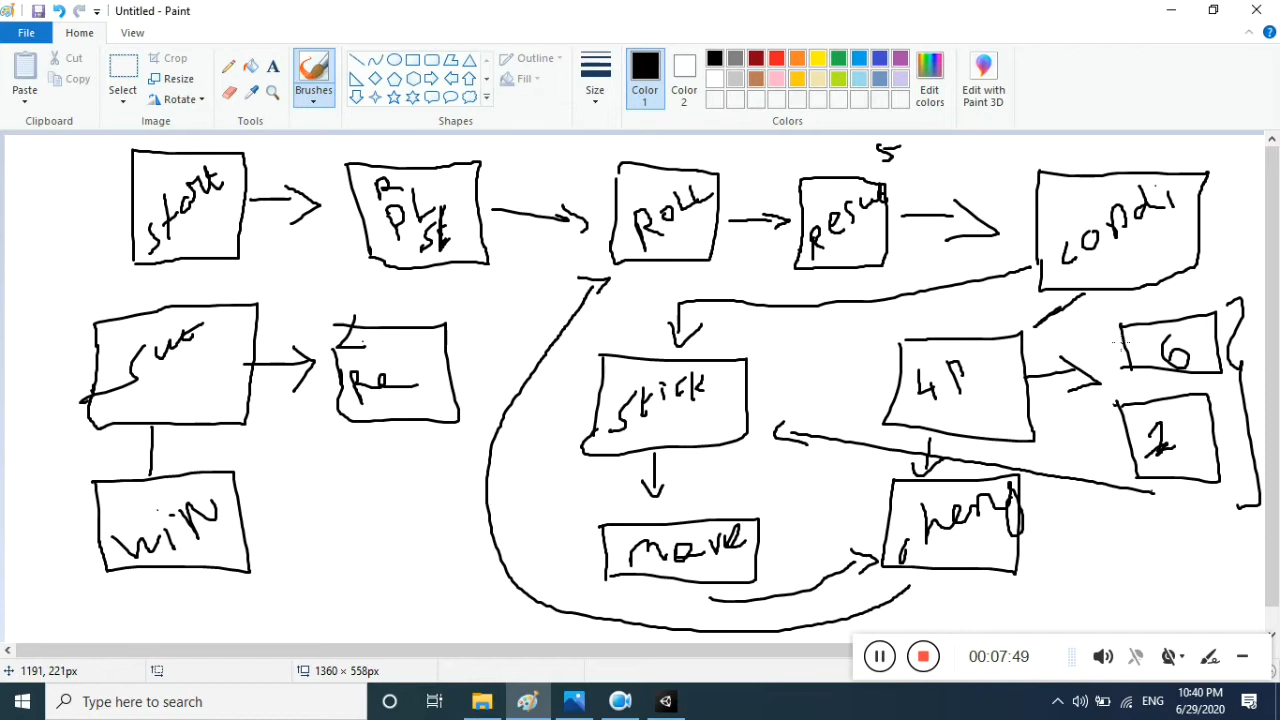 Untitled - Paint
File
Home
View
Paste
Cut
Copy
Clipboard
Select
Crop
Resize
Rotate
Image
Tools
Brushes
Shapes
Outline
Fill
Size
Color
1
Color
2
Colors
Edit
colors
Edit with
Paint 3D
5
start
R
PL
St
Roll
Result
condi
6
4P
stick
1
win
move
1191, 221px
1360 × 558px
00:07:49
Type here to search
ENG
10:40 PM
6/29/2020